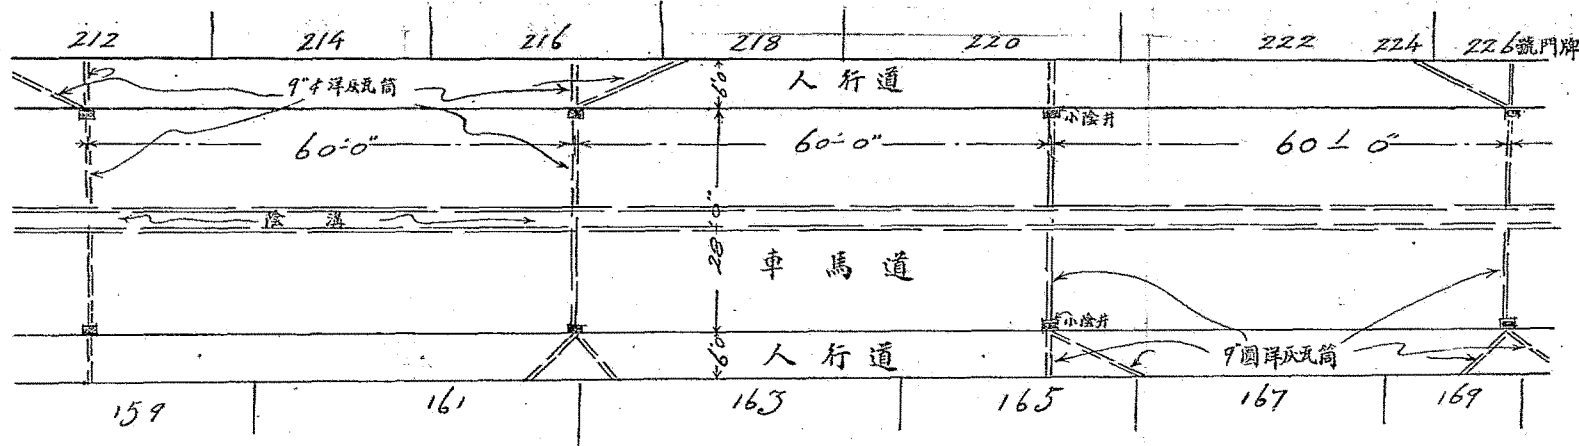 212 214 216 218 220 222 224 226號門牌
9"φ洋灰瓦筒
6'0"
人行道
小陰井
60'-0" 60'-0" 60'-0"
陰溝
28'-0"
車馬道
小陰井
6'0"
人行道
9"圓洋灰瓦筒
159 161 163 165 167 169